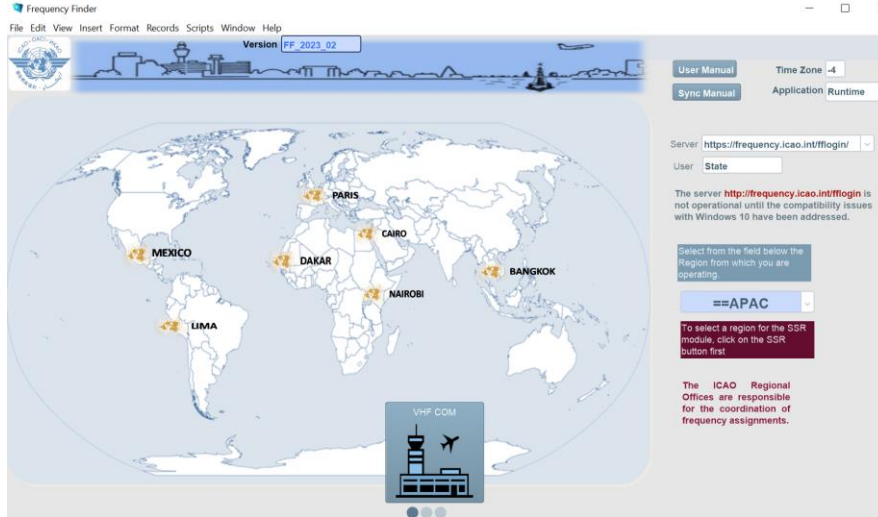 Frequency Finder
File Edit View Insert Format Records Scripts Window Help
Version FF_2023_02
User Manual
Time Zone -4
Sync Manual
Application Runtime
Server https://frequency.icao.int/fflogin/
User State
The server http://frequency.icao.int/fflogin is
not operational until the compatibility issues
with Windows 10 have been addressed.
Select from the field below the
Region from which you are
operating.
==APAC
To select a region for the SSR
module, click on the SSR
button first
The ICAO Regional
Offices are responsible
for the coordination of
frequency assignments.
PARIS
CAIRO
MEXICO
DAKAR
BANGKOK
NAIROBI
LIMA
VHF COM